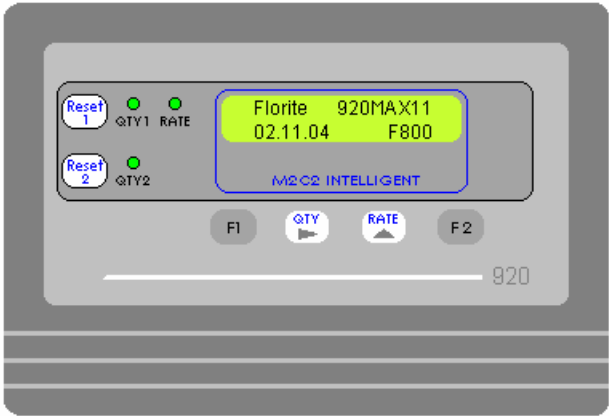 Reset
1
QTY1 RATE
Florite 920MAX11
02.11.04 F800
Reset
2
QTY2
M2C2 INTELLIGENT
F1
QTY
RATE
F2
920